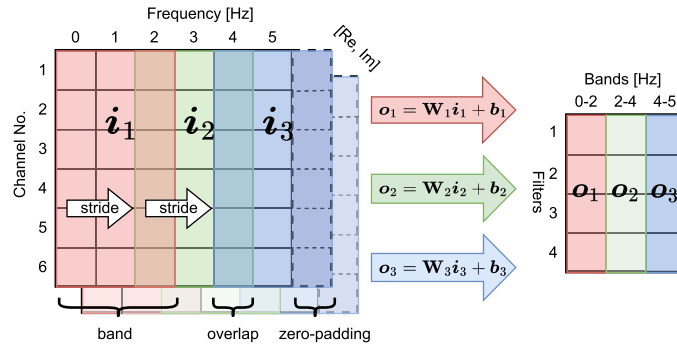 Frequency [Hz]
0 1 2 3 4 5
[Re, Im]
Channel No.
1
2
3
4
5
6
i₁ i₂ i₃
stride stride
band overlap zero-padding
o₁ = W₁i₁ + b₁
o₂ = W₂i₂ + b₂
o₃ = W₃i₃ + b₃
Bands [Hz]
0-2 2-4 4-5
Filters
1
2
3
4
o₁ o₂ o₃